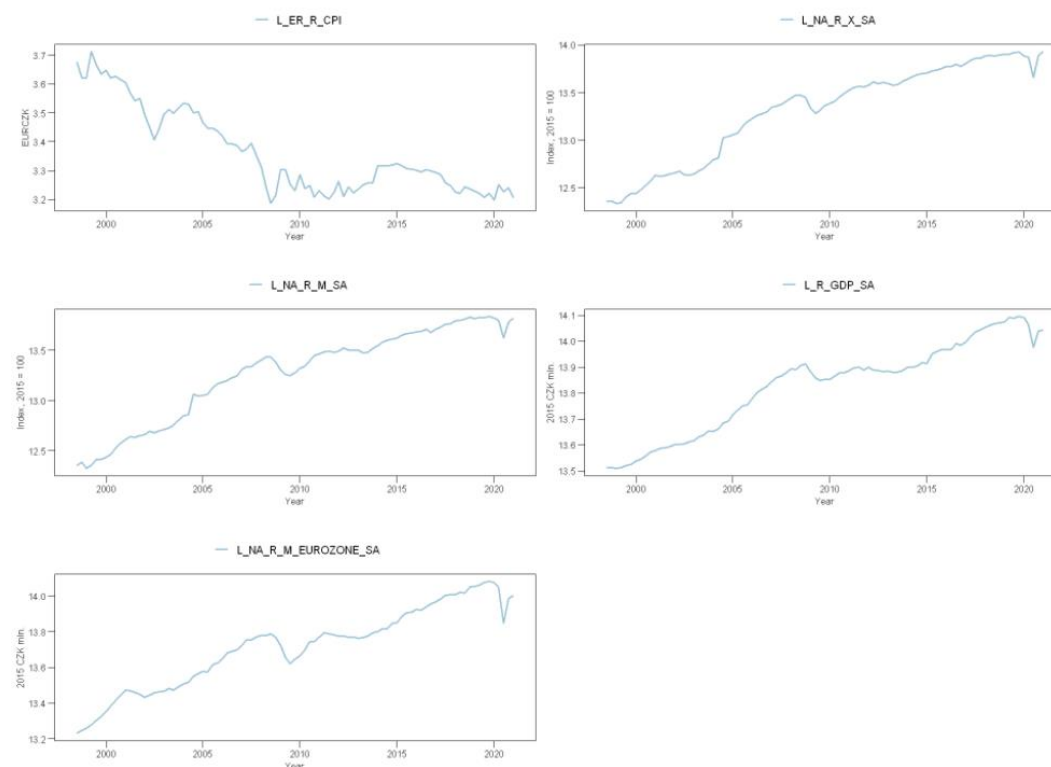 L_ER_R_CPI
3.7
3.6
3.5
3.4
3.3
3.2
EURCZK
2000 2005 2010 2015 2020
Year
L_NA_R_X_SA
14.0
13.5
13.0
12.5
Index, 2015 = 100
2000 2005 2010 2015 2020
Year
L_NA_R_M_SA
13.5
13.0
12.5
Index, 2015 = 100
2000 2005 2010 2015 2020
Year
L_R_GDP_SA
14.1
14.0
13.9
13.8
13.7
13.6
13.5
2015 CZK mln
2000 2005 2010 2015 2020
Year
L_NA_R_M_EUROZONE_SA
14.0
13.8
13.6
13.4
13.2
2015 CZK mln
2000 2005 2010 2015 2020
Year